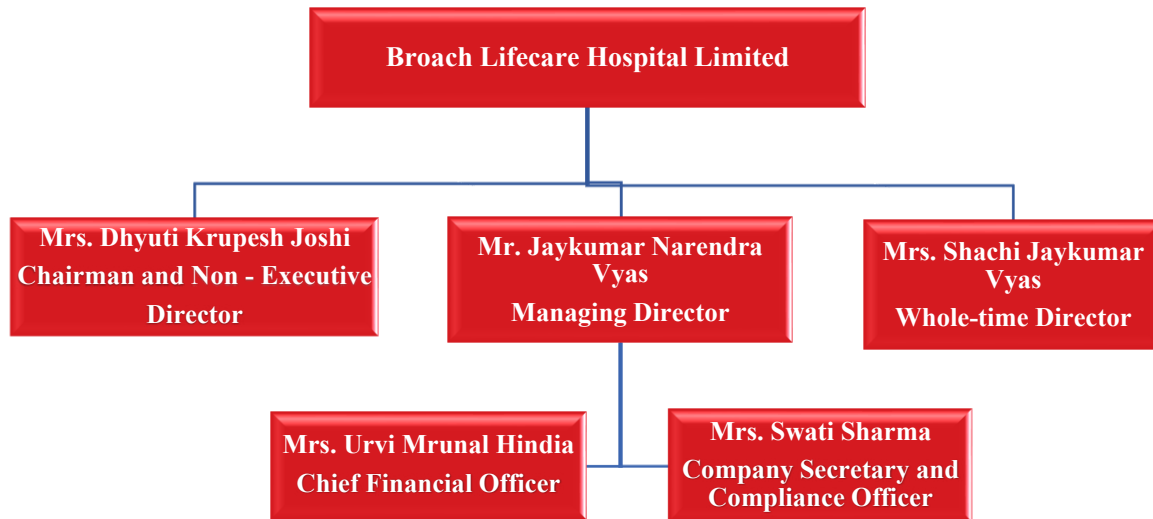 Broach Lifecare Hospital Limited
Mrs. Dhyuti Krupesh Joshi
Chairman and Non - Executive
Director
Mr. Jaykumar Narendra
Vyas
Managing Director
Mrs. Shachi Jaykumar
Vyas
Whole-time Director
Mrs. Urvi Mrunal Hindia
Chief Financial Officer
Mrs. Swati Sharma
Company Secretary and
Compliance Officer